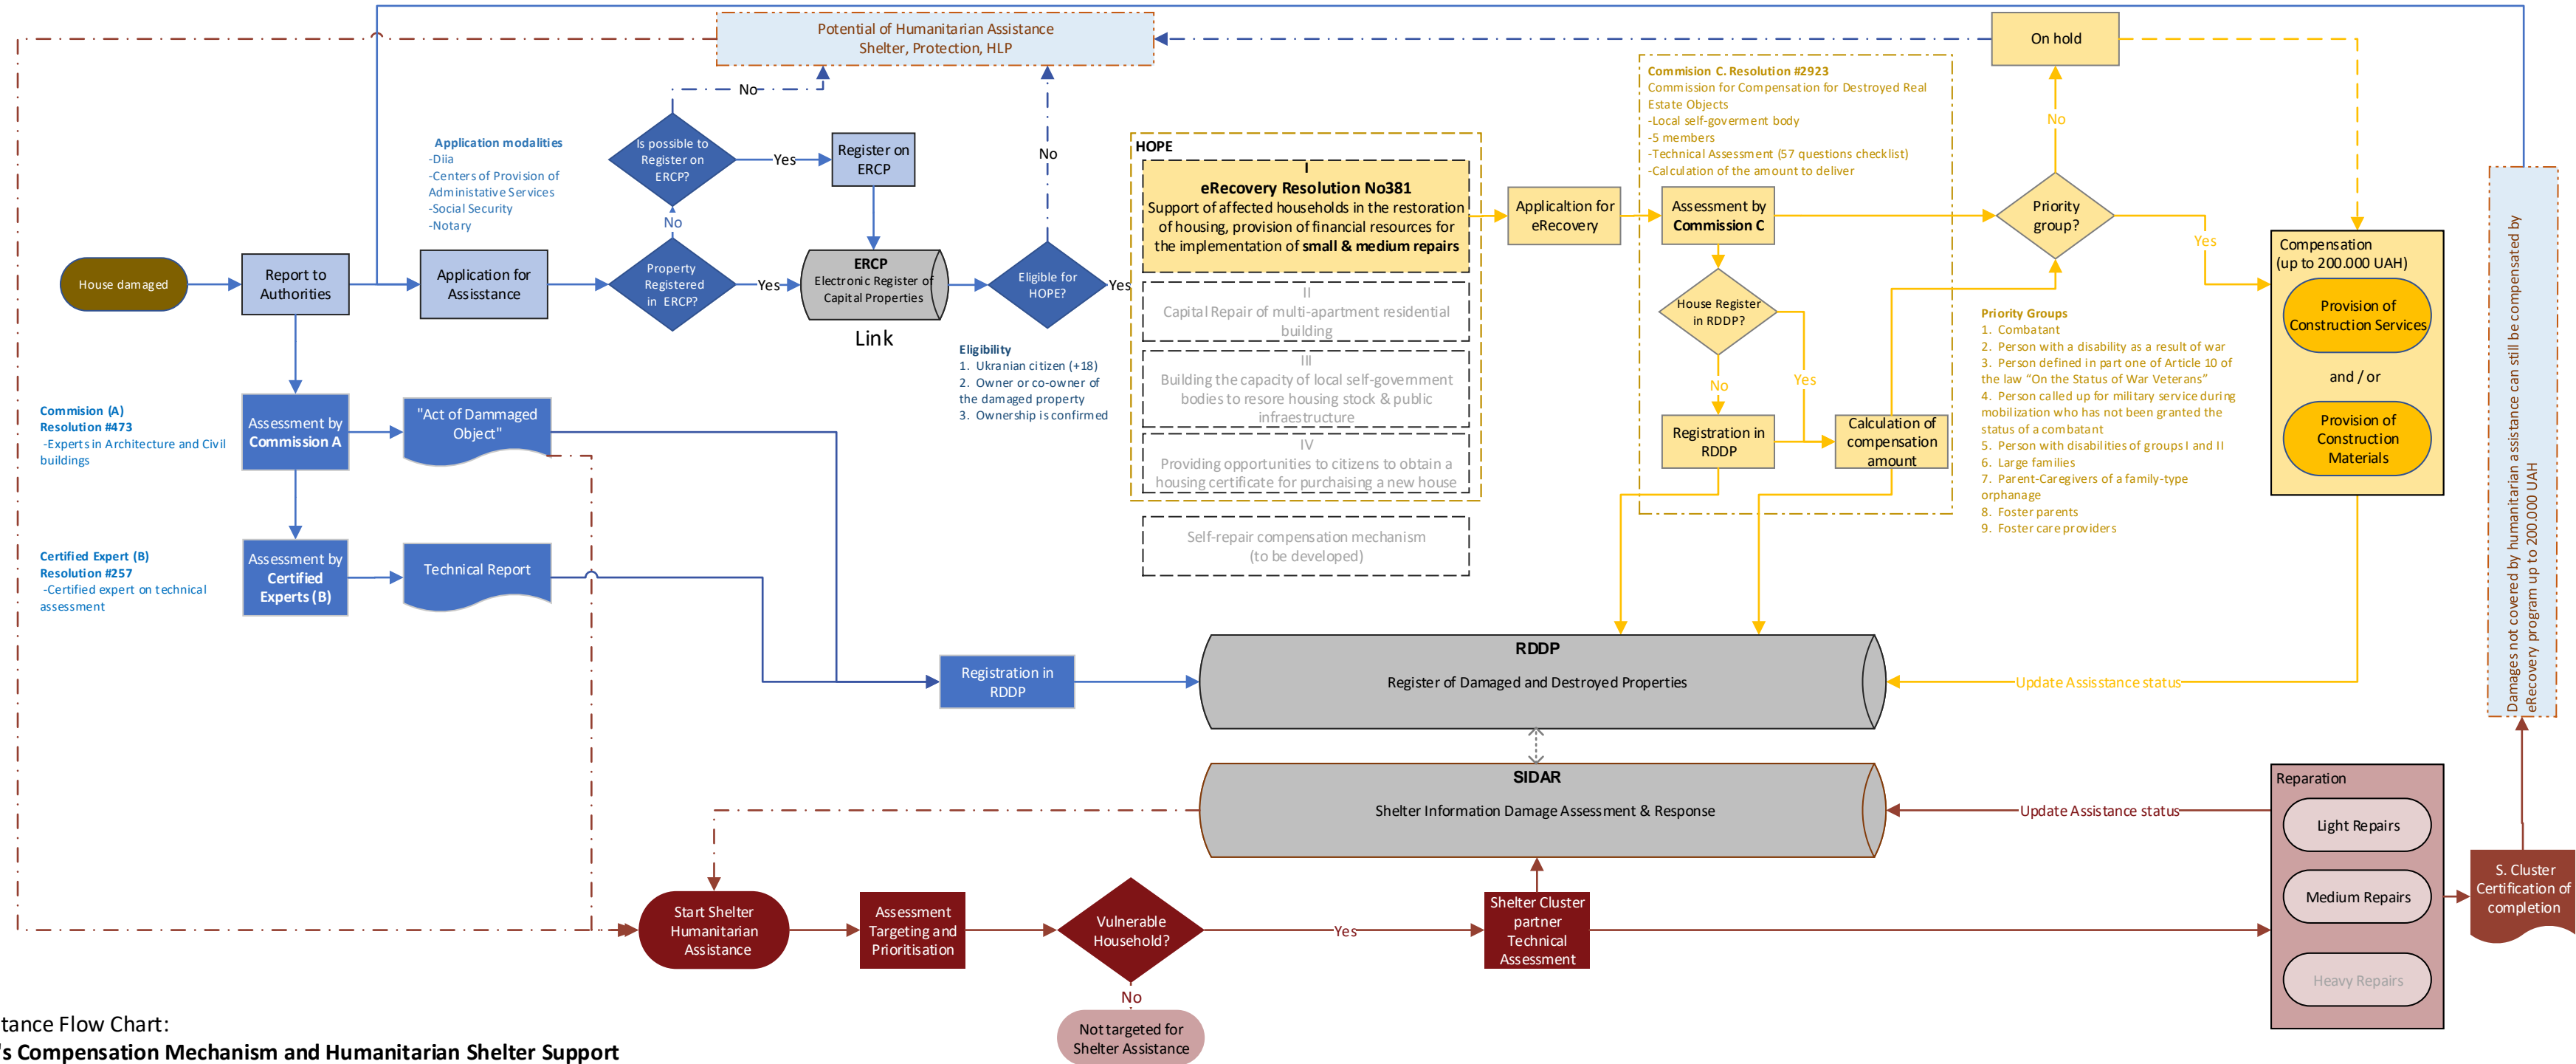 Potential of Humanitarian Assistance
Shelter, Protection, HLP
On hold
No
Application modalities
-Diia
-Centers of Provision of
Administative Services
-Social Security
-Notary
Is possible to
Register on
ERCP?
Yes
Register on
ERCP
No
No
House damaged
Report to
Authorities
Application for
Assisstance
Property
Registered
in ERCP?
Yes
ERCP
Electronic Register of
Capital Properties
Link
Eligible for
HOPE?
Yes
Eligibility
1. Ukranian citizen (+18)
2. Owner or co-owner of
the damaged property
3. Ownership is confirmed
HOPE
I
eRecovery Resolution No381
Support of affected households in the restoration
of housing, provision of financial resources for
the implementation of small & medium repairs
II
Capital Repair of multi-apartment residential
building
III
Building the capacity of local self-government
bodies to resore housing stock & public
infraestructure
IV
Providing opportunities to citizens to obtain a
housing certificate for purchaising a new house
Self-repair compensation mechanism
(to be developed)
Applicaltion for
eRecovery
Commision C. Resolution #2923
Commission for Compensation for Destroyed Real
Estate Objects
-Local self-goverment body
-5 members
-Technical Assessment (57 questions checklist)
-Calculation of the amount to deliver
Assessment by
Commission C
House Register
in RDDP?
No
Yes
Registration in
RDDP
Calculation of
compensation
amount
Priority
group?
No
Yes
Priority Groups
1. Combatant
2. Person with a disability as a result of war
3. Person defined in part one of Article 10 of
the law “On the Status of War Veterans”
4. Person called up for military service during
mobilization who has not been granted the
status of a combatant
5. Person with disabilities of groups I and II
6. Large families
7. Parent-Caregivers of a family-type
orphanage
8. Foster parents
9. Foster care providers
Compensation
(up to 200.000 UAH)
Provision of
Construction Services
and / or
Provision of
Construction
Materials
Damages not covered by humanitarian assistance can still be compensated by
eRecovery program up to 200.000 UAH
Commision (A)
Resolution #473
-Experts in Architecture and Civil
buildings
Assessment by
Commission A
"Act of Dammaged
Object"
Certified Expert (B)
Resolution #257
-Certified expert on technical
assessment
Assessment by
Certified
Experts (B)
Technical Report
Registration in
RDDP
RDDP
Register of Damaged and Destroyed Properties
Update Assisstance status
SIDAR
Shelter Information Damage Assessment & Response
Update Assistance status
Reparation
Light Repairs
Medium Repairs
Heavy Repairs
S. Cluster
Certification of
completion
Start Shelter
Humanitarian
Assistance
Assessment
Targeting and
Prioritisation
Vulnerable
Household?
Yes
Shelter Cluster
partner
Technical
Assessment
No
Not targeted for
Shelter Assistance
tance Flow Chart:
's Compensation Mechanism and Humanitarian Shelter Support